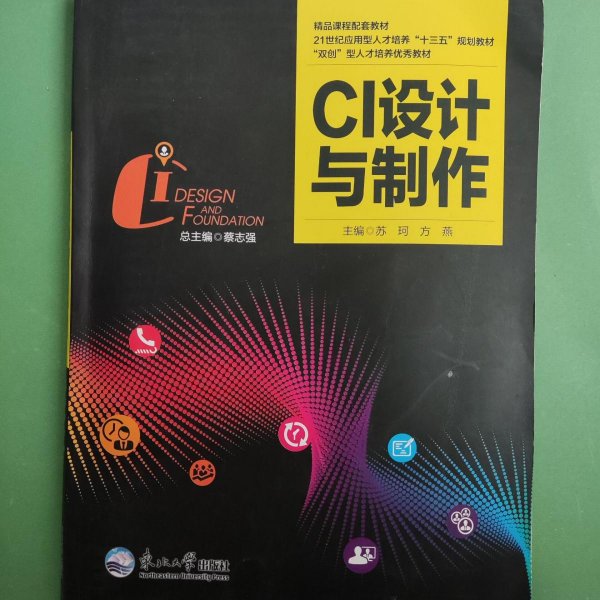 精品课程配套教材
21世纪应用型人才培养“十三五”规划教材
“双创”型人才培养优秀教材
CI设计
与制作
主编◎苏 珂 方 燕
CI
DESIGN
AND
FOUNDATION
总主编◎蔡志强
东北大学出版社
Northeastern University Press